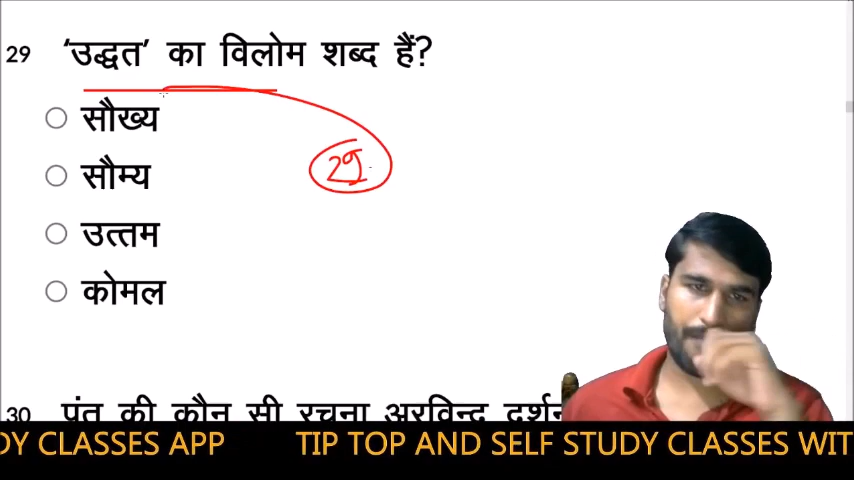 29 ‘उद्धत’ का विलोम शब्द हैं?
सौख्य
29
सौम्य
उत्तम
कोमल
30 पंत की कौन सी रचना अरविन्द दर्शन
DY CLASSES APP TIP TOP AND SELF STUDY CLASSES WIT